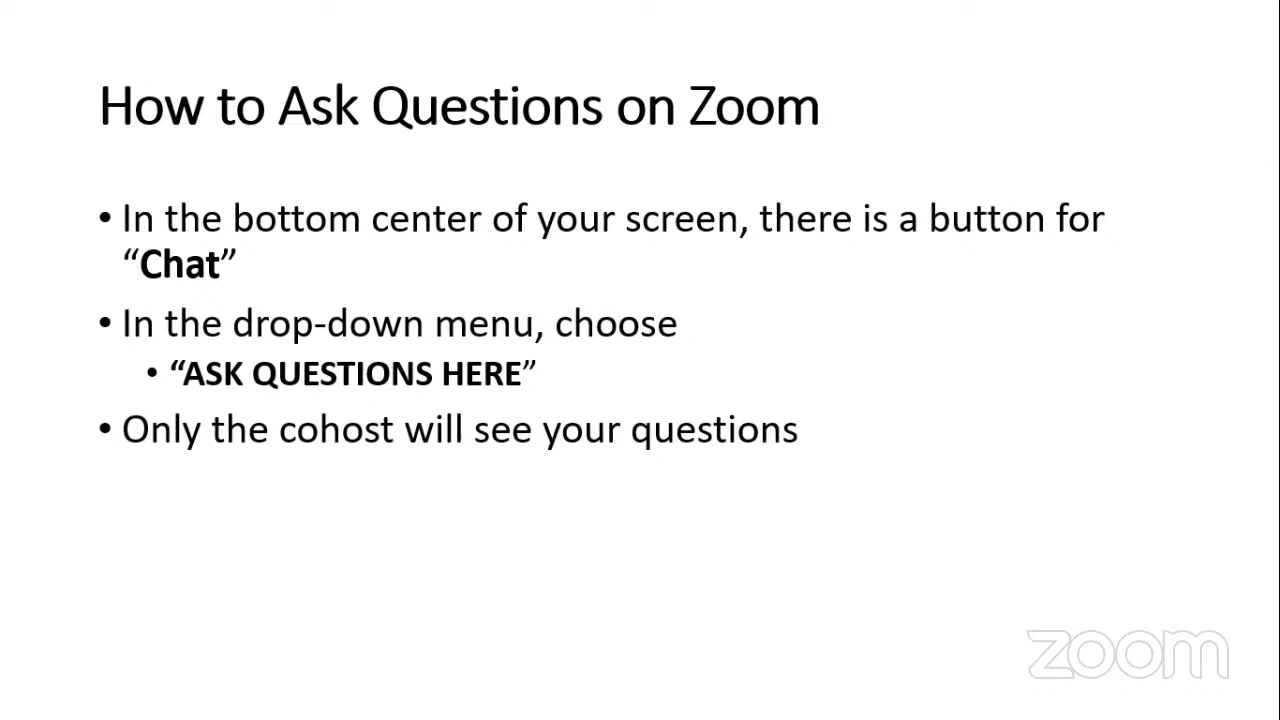 How to Ask Questions on Zoom
• In the bottom center of your screen, there is a button for
“Chat”
• In the drop-down menu, choose
• “ASK QUESTIONS HERE”
• Only the cohost will see your questions
zoom